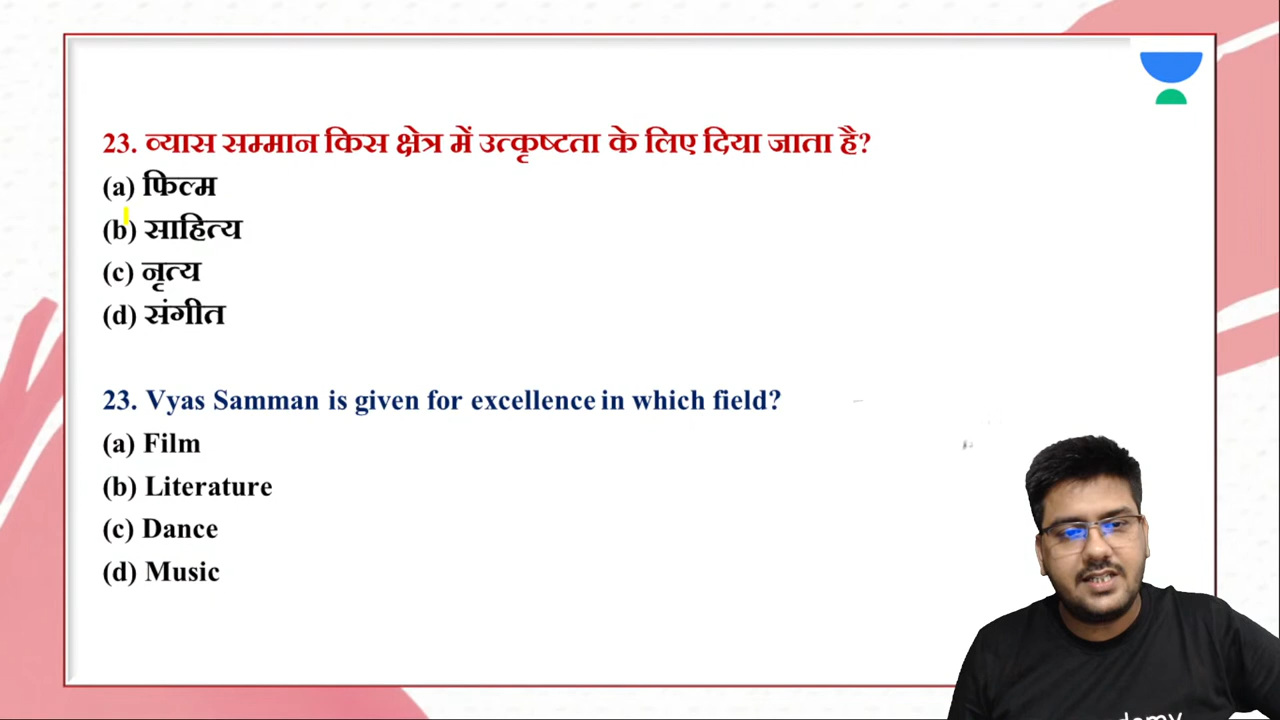 23. व्यास सम्मान किस क्षेत्र में उत्कृष्टता के लिए दिया जाता है?
(a) फिल्म
(b) साहित्य
(c) नृत्य
(d) संगीत
23. Vyas Samman is given for excellence in which field?
(a) Film
(b) Literature
(c) Dance
(d) Music